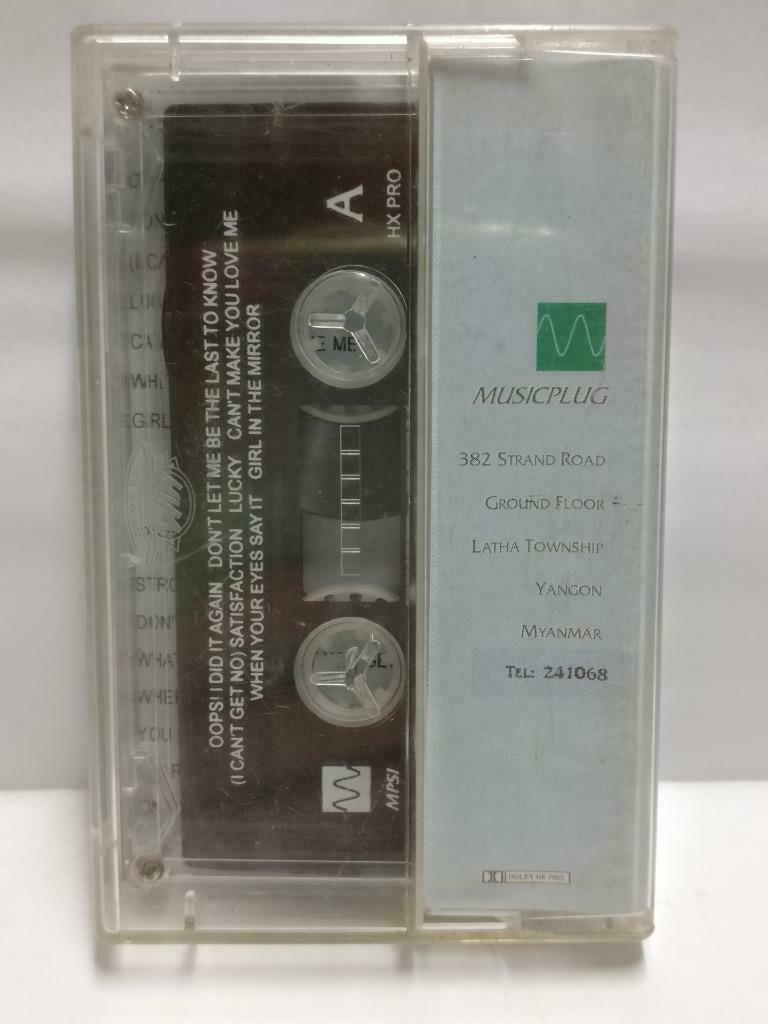 A
HX PRO
OOPS! I DID IT AGAIN DON'T LET ME BE THE LAST TO KNOW
(I CAN'T GET NO) SATISFACTION LUCKY CAN'T MAKE YOU LOVE ME
WHEN YOUR EYES SAY IT GIRL IN THE MIRROR
MPSI
MUSICPLUG
382 STRAND ROAD
GROUND FLOOR
LATHA TOWNSHIP
YANGON
MYANMAR
TEL: 241068
DOLBY HX PRO